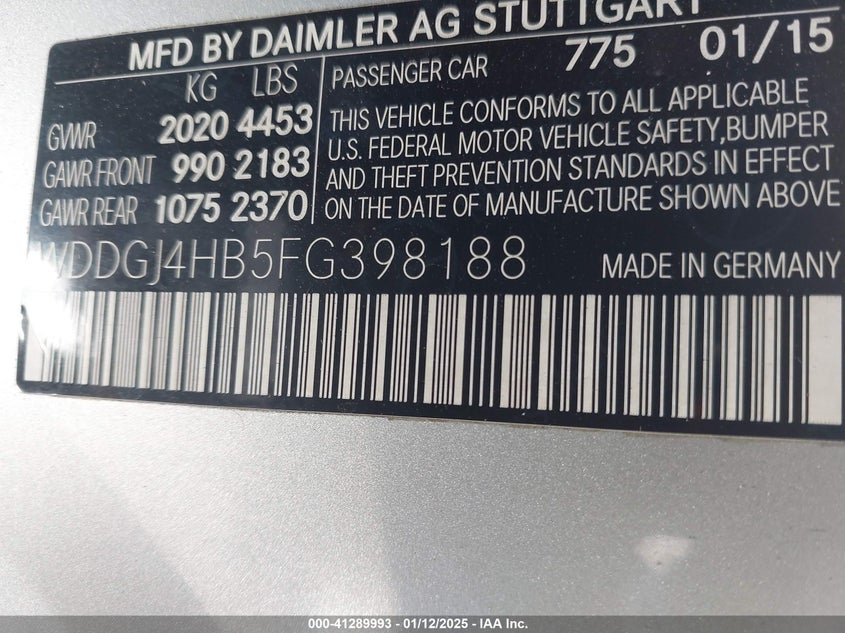 MFD BY DAIMLER AG STUTTGART
KG LBS
PASSENGER CAR 775 01/15
GVWR 2020 4453
GAWR FRONT 990 2183
GAWR REAR 1075 2370
THIS VEHICLE CONFORMS TO ALL APPLICABLE
U.S. FEDERAL MOTOR VEHICLE SAFETY,BUMPER
AND THEFT PREVENTION STANDARDS IN EFFECT
ON THE DATE OF MANUFACTURE SHOWN ABOVE
WDDGJ4HB5FG398188 MADE IN GERMANY
000-41289993 - 01/12/2025 - IAA Inc.